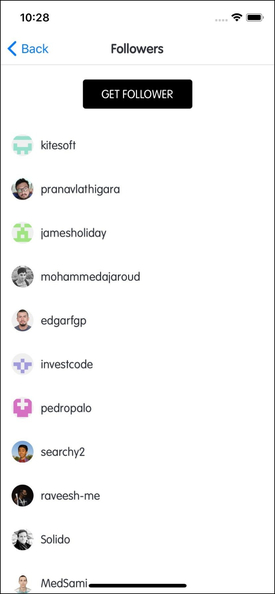 10:28
Back
Followers
GET FOLLOWER
kitesoft
pranavlathigara
jamesholiday
mohammedajaroud
edgarfgp
investcode
pedropalo
searchy2
raveesh-me
Solido
MedSami